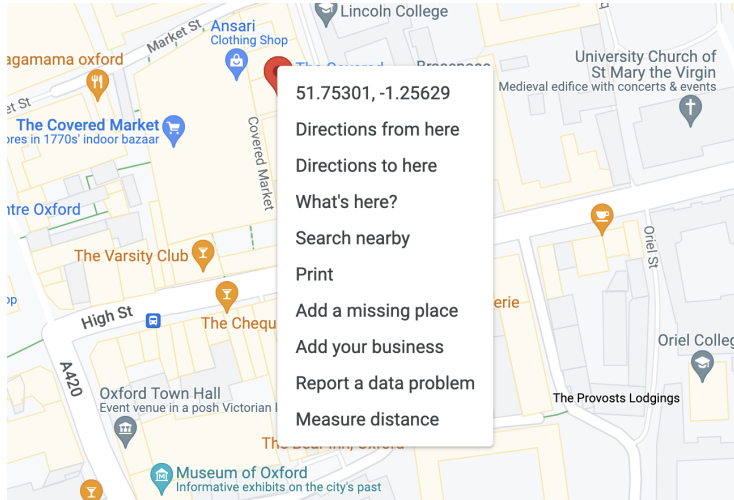 Lincoln College
Market St
Ansari
Clothing Shop
agamama oxford
The Covered
University Church of
St Mary the Virgin
Medieval edifice with concerts & events
et St
The Covered Market
ores in 1770s' indoor bazaar
Covered Market
51.75301, -1.25629
Directions from here
Directions to here
What's here?
Search nearby
Print
Add a missing place
Add your business
Report a data problem
Measure distance
ntre Oxford
The Varsity Club
Oriel St
op
High St
The Chequ
erie
A420
Oriel Colleg
Oxford Town Hall
Event venue in a posh Victorian
The Provosts Lodgings
Museum of Oxford
Informative exhibits on the city's past